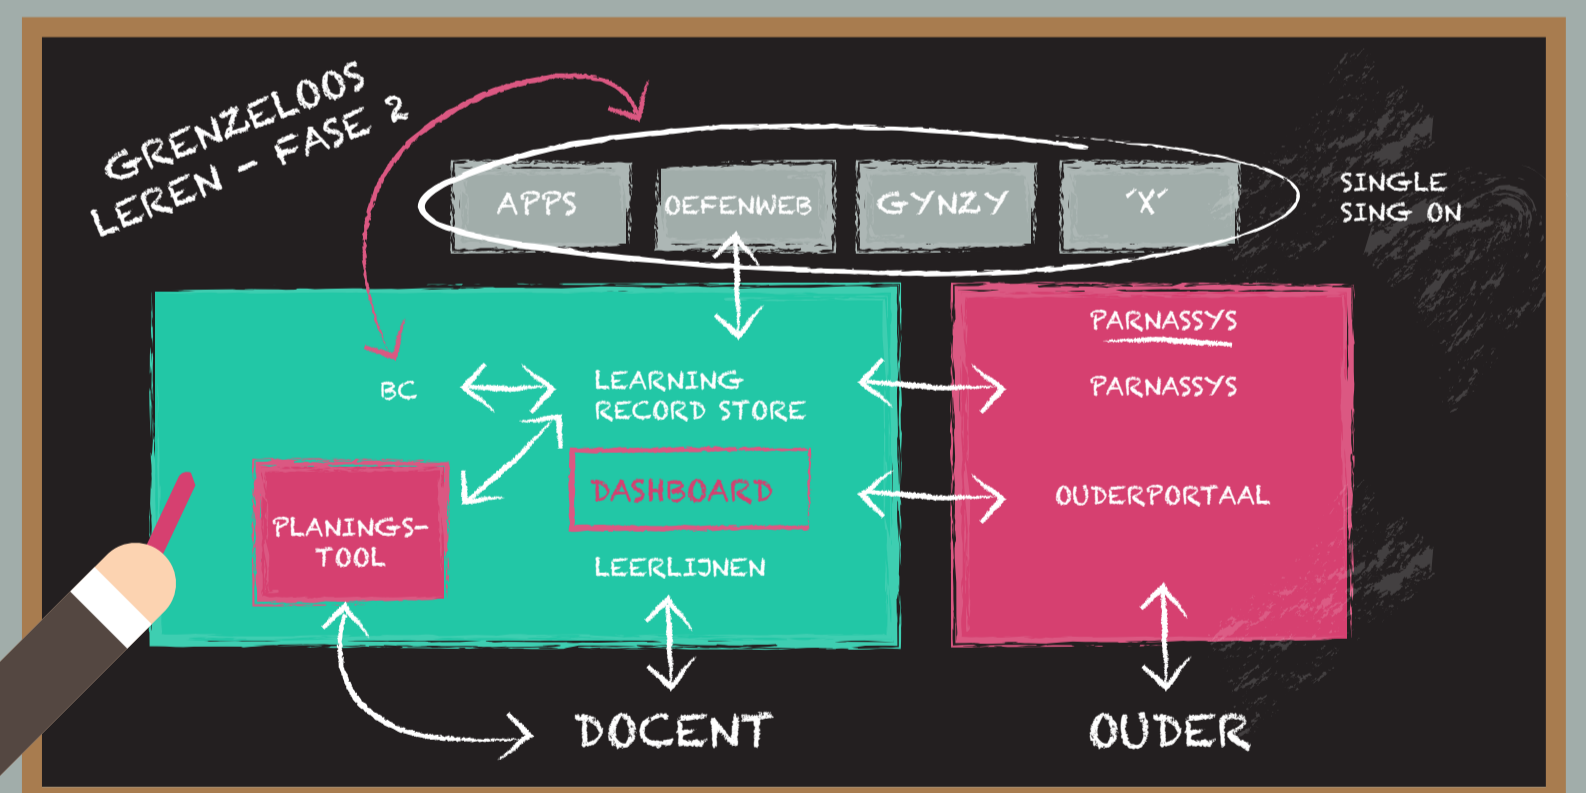 GRENZELOOS
LEREN - FASE 2
APPS
OEFENWEB
GYNZY
'X'
SINGLE
SING ON
BC
LEARNING
RECORD STORE
DASHBOARD
LEERLIJNEN
PLANINGS-
TOOL
PARNASSYS
PARNASSYS
OUDERPORTAAL
DOCENT
OUDER